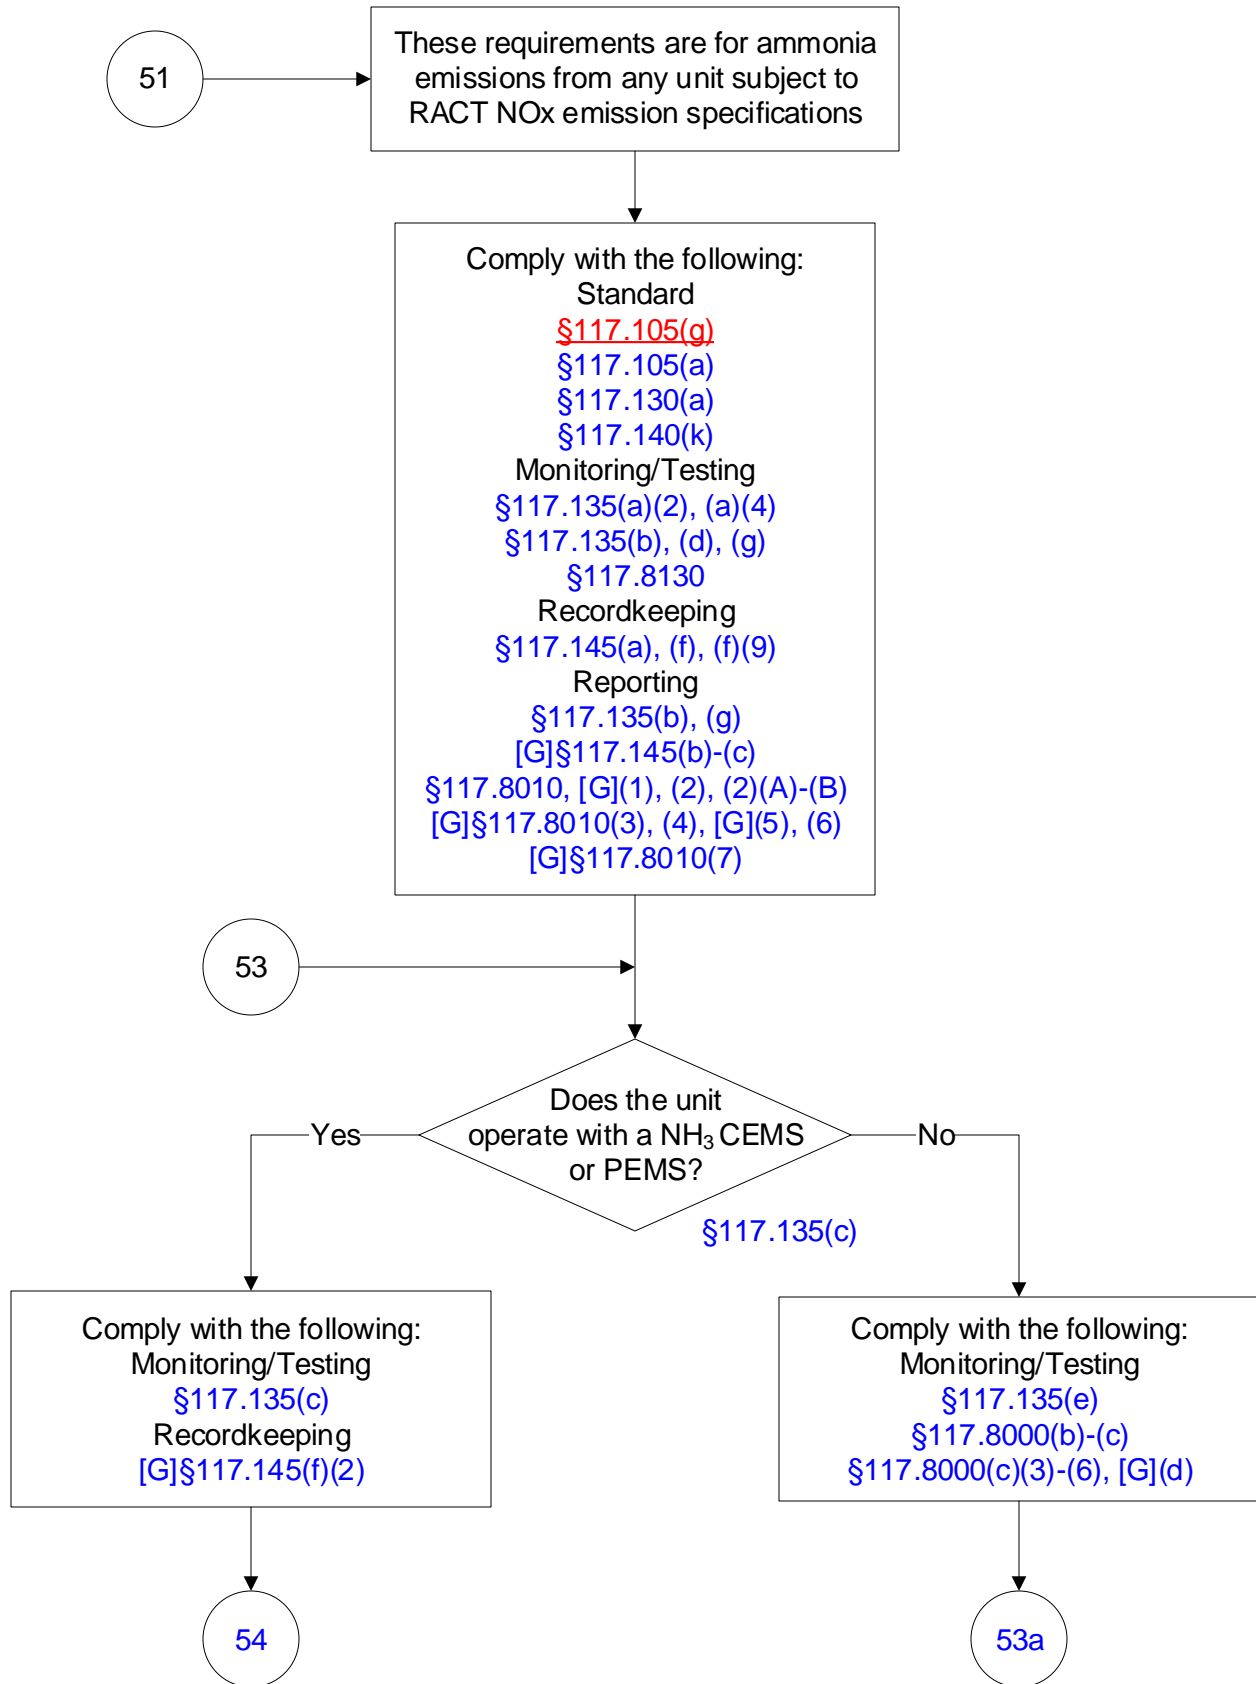 51
These requirements are for ammonia
emissions from any unit subject to
RACT NOx emission specifications
Comply with the following:
Standard
§117.105(g)
§117.105(a)
§117.130(a)
§117.140(k)
Monitoring/Testing
§117.135(a)(2), (a)(4)
§117.135(b), (d), (g)
§117.8130
Recordkeeping
§117.145(a), (f), (f)(9)
Reporting
§117.135(b), (g)
[G]§117.145(b)-(c)
§117.8010, [G](1), (2), (2)(A)-(B)
[G]§117.8010(3), (4), [G](5), (6)
[G]§117.8010(7)
53
Does the unit
operate with a NH₃ CEMS
or PEMS?
Yes
No
§117.135(c)
Comply with the following:
Monitoring/Testing
§117.135(c)
Recordkeeping
[G]§117.145(f)(2)
Comply with the following:
Monitoring/Testing
§117.135(e)
§117.8000(b)-(c)
§117.8000(c)(3)-(6), [G](d)
54
53a